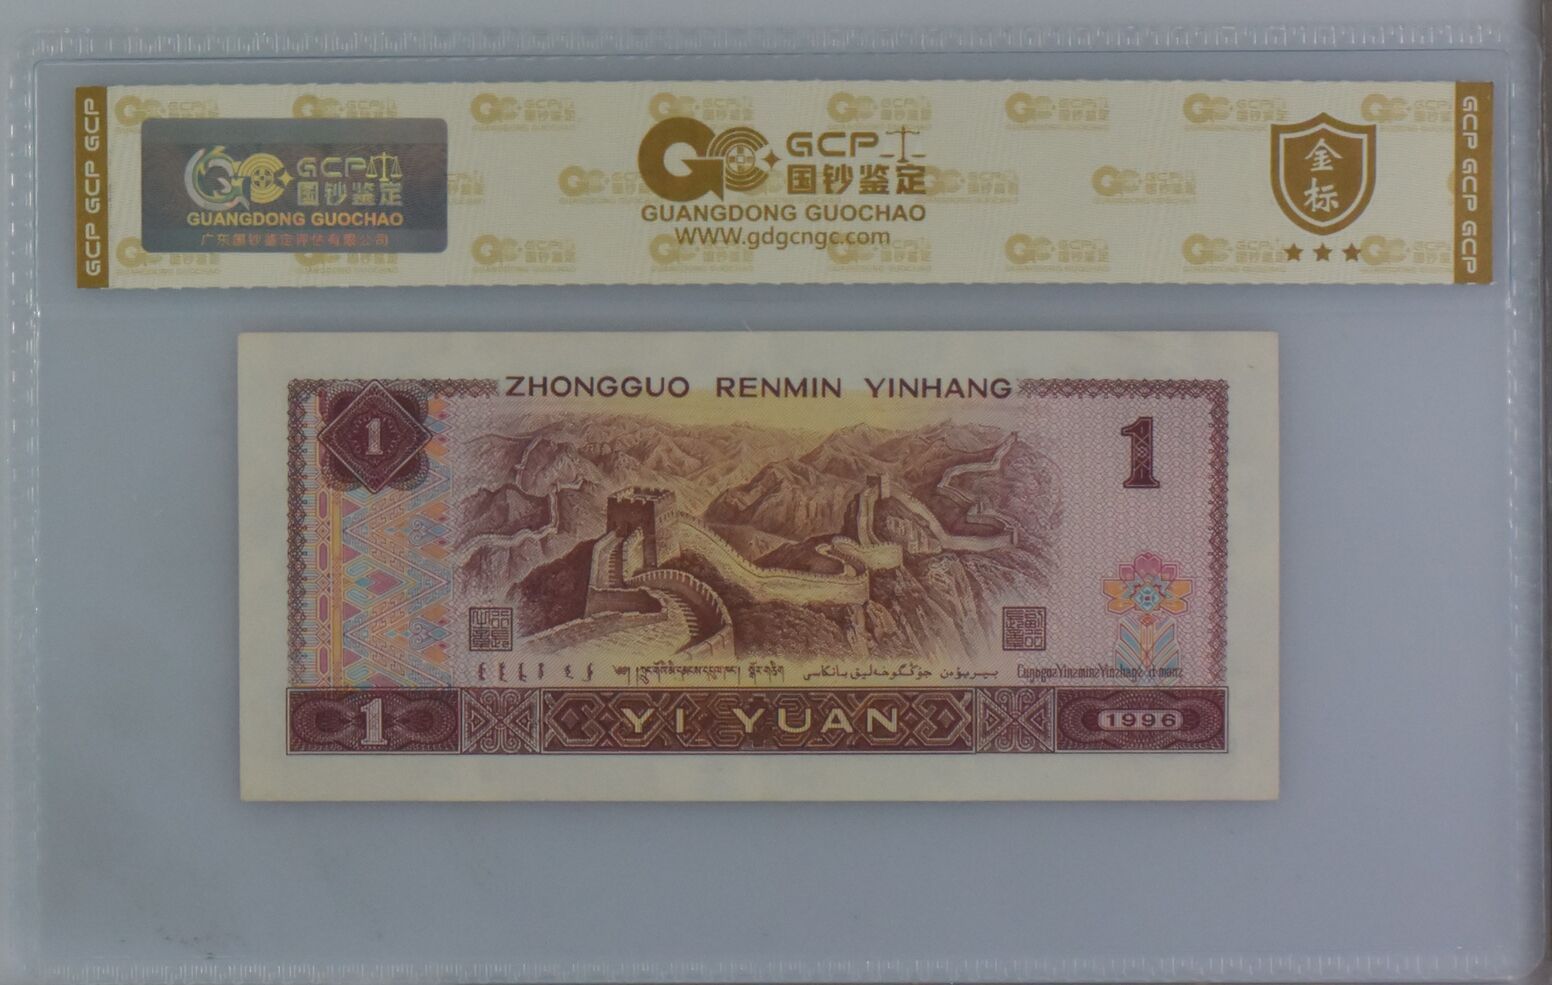 GCP GCP GCP
GCP
国钞鉴定
GUANGDONG GUOCHAO
广东国钞鉴定评估有限公司
GCP
国钞鉴定
GUANGDONG GUOCHAO
WWW.gdgcngc.com
金标
GCP GCP GCP
ZHONGGUO RENMIN YINHANG
1
1
1 YI YUAN 1996